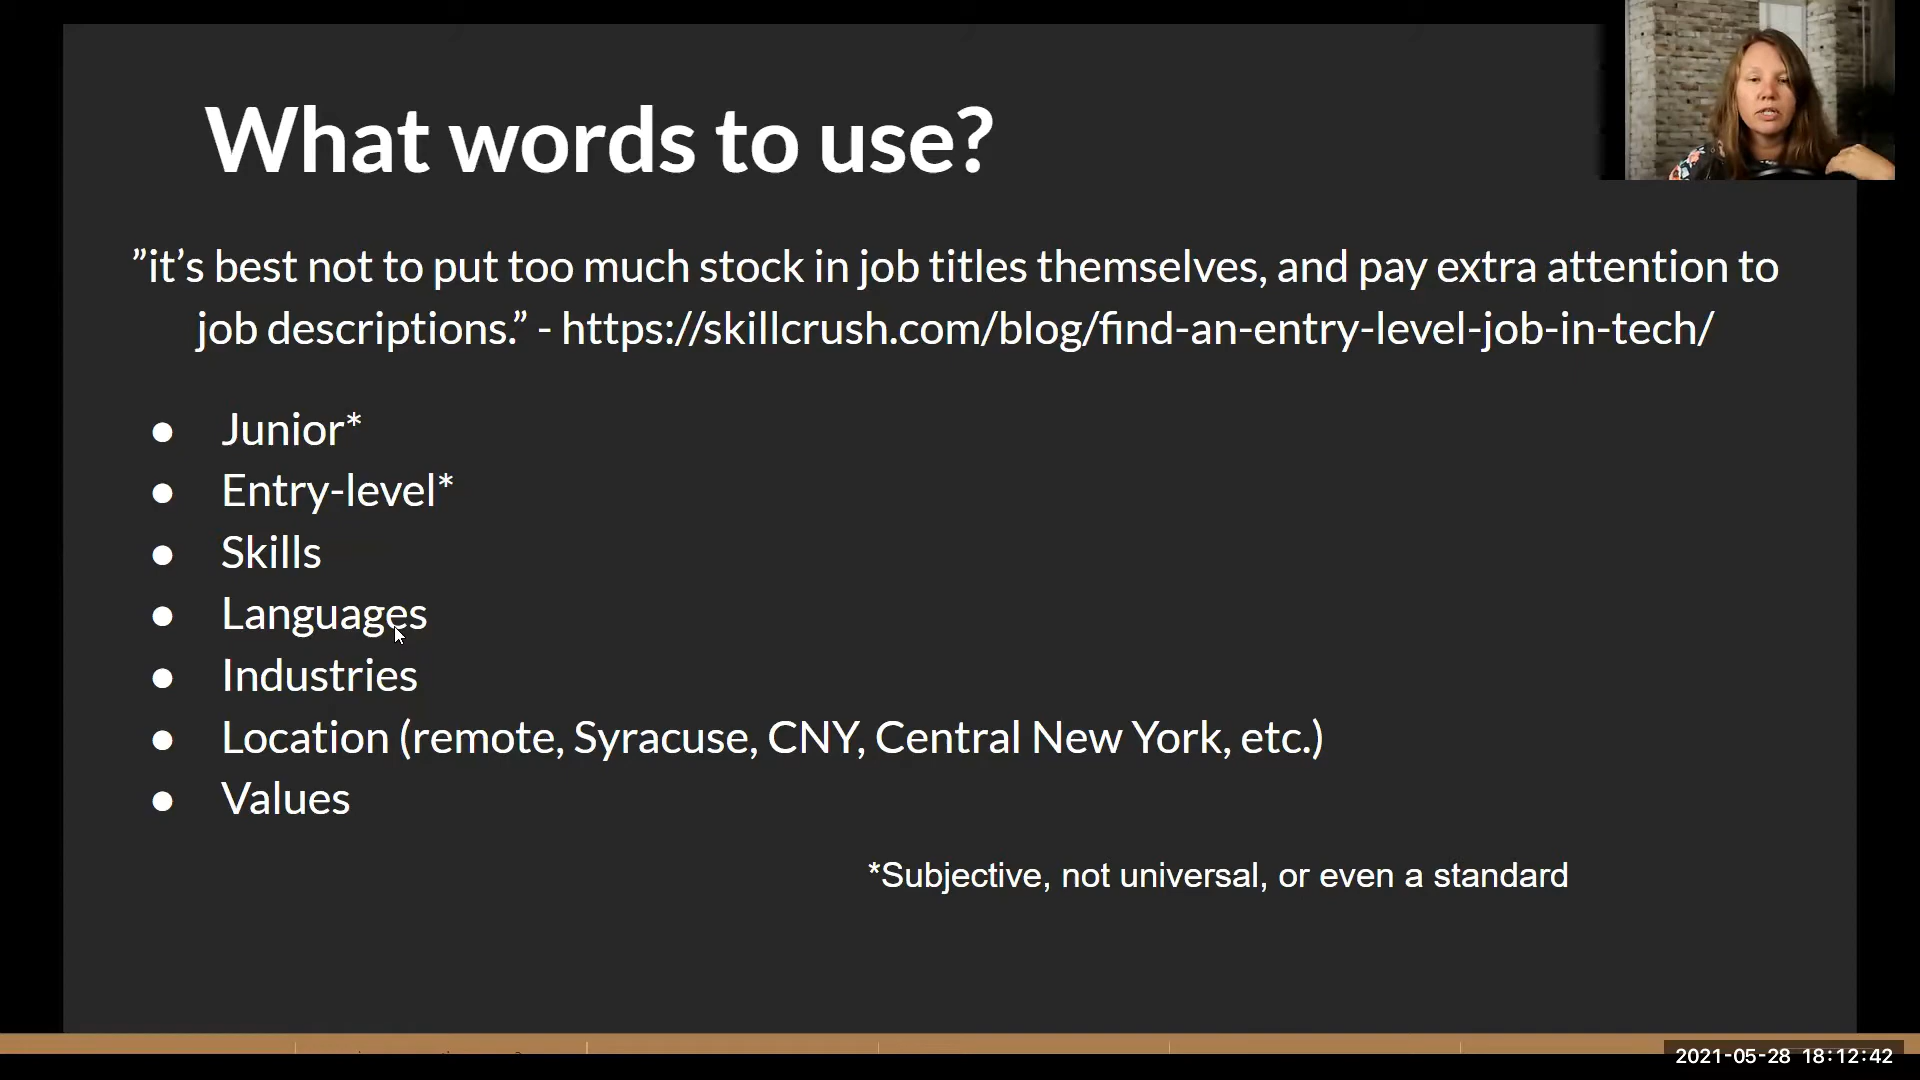 What words to use?
”it’s best not to put too much stock in job titles themselves, and pay extra attention to
job descriptions.” - https://skillcrush.com/blog/find-an-entry-level-job-in-tech/
● Junior*
● Entry-level*
● Skills
● Languages
● Industries
● Location (remote, Syracuse, CNY, Central New York, etc.)
● Values
*Subjective, not universal, or even a standard
2021-05-28 18:12:42